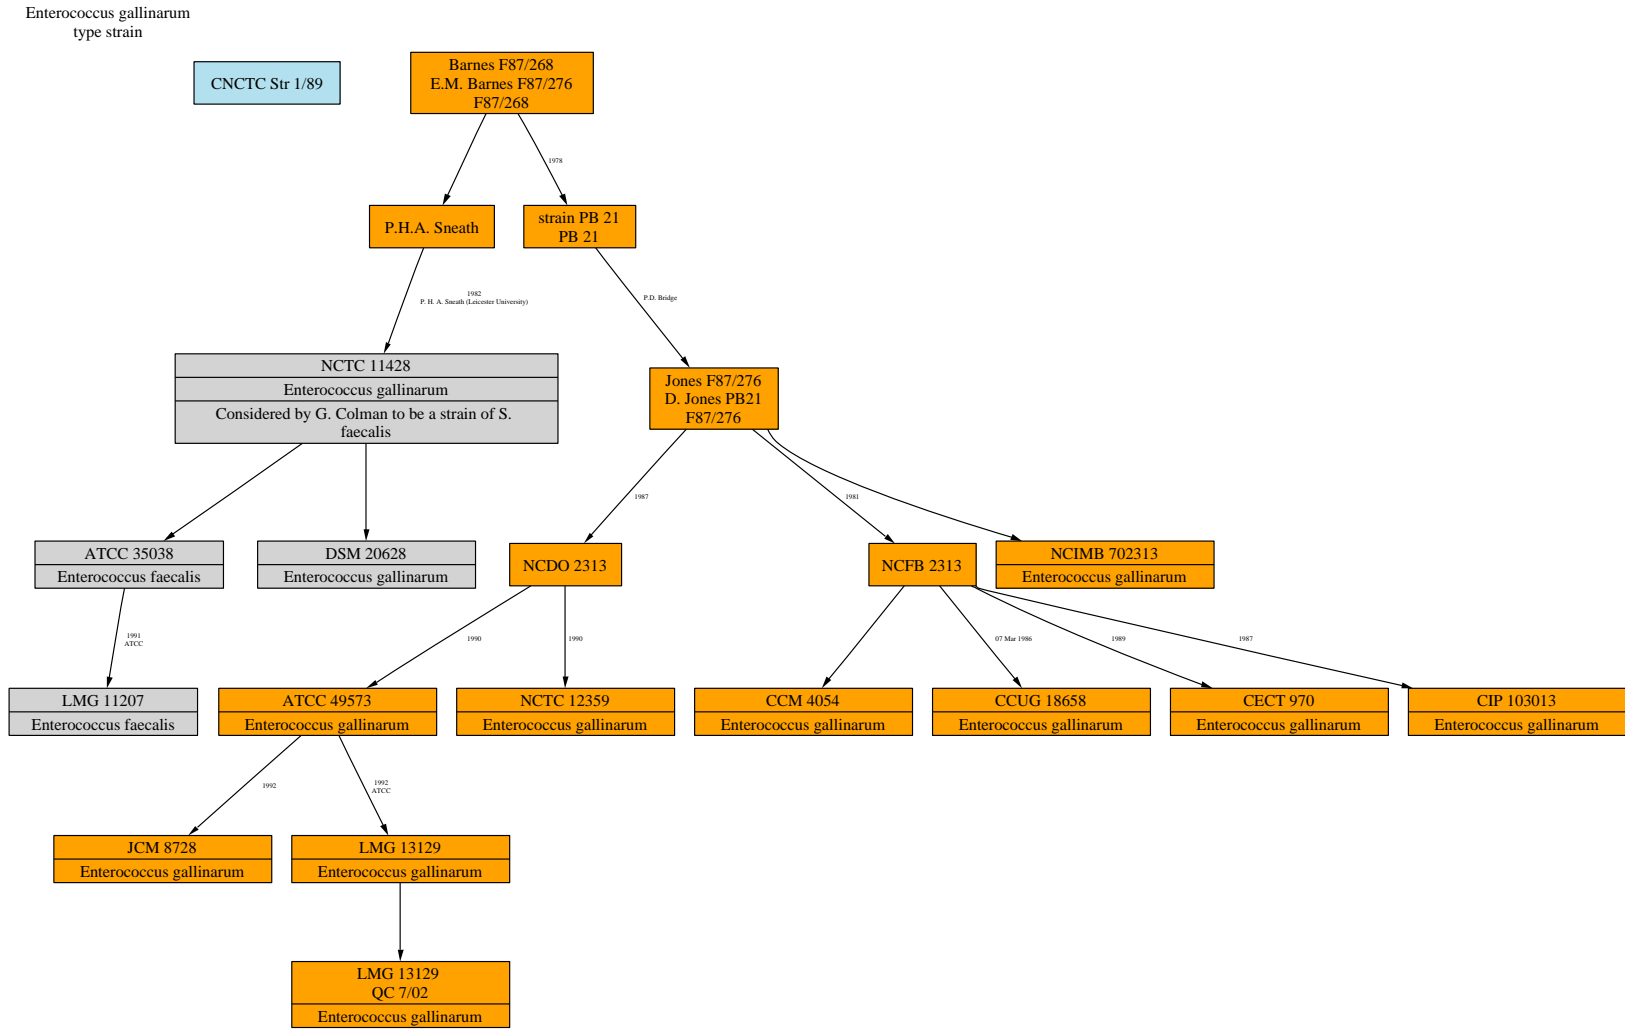 Enterococcus gallinarum
type strain
CNCTC Str 1/89
Barnes F87/268
E.M. Barnes F87/276
F87/268
1978
P.H.A. Sneath
strain PB 21
PB 21
1982
P. H. A. Sneath (Leicester University)
P.D. Bridge
NCTC 11428
Enterococcus gallinarum
Considered by G. Colman to be a strain of S.
faecalis
Jones F87/276
D. Jones PB21
F87/276
1987
1981
ATCC 35038
Enterococcus faecalis
DSM 20628
Enterococcus gallinarum
NCDO 2313
NCFB 2313
NCIMB 702313
Enterococcus gallinarum
1991
ATCC
1990
1990
07 Mar 1986
1989
1987
LMG 11207
Enterococcus faecalis
ATCC 49573
Enterococcus gallinarum
NCTC 12359
Enterococcus gallinarum
CCM 4054
Enterococcus gallinarum
CCUG 18658
Enterococcus gallinarum
CECT 970
Enterococcus gallinarum
CIP 103013
Enterococcus gallinarum
1992
1992
ATCC
JCM 8728
Enterococcus gallinarum
LMG 13129
Enterococcus gallinarum
LMG 13129
QC 7/02
Enterococcus gallinarum